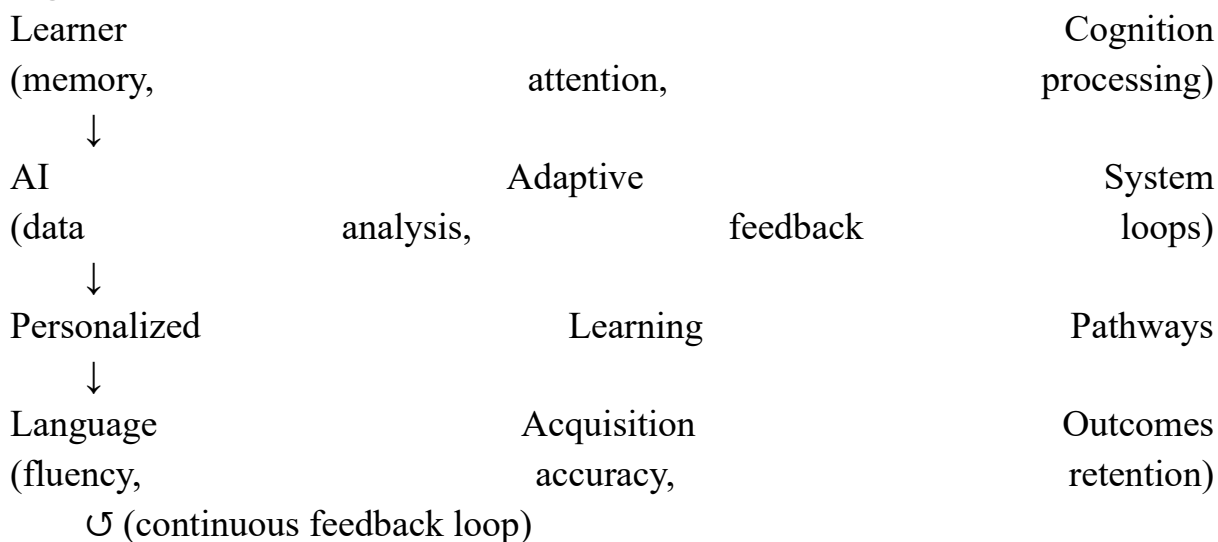 Learner Cognition
(memory, attention, processing)
↓
AI Adaptive System
(data analysis, feedback loops)
↓
Personalized Learning Pathways
↓
Language Acquisition Outcomes
(fluency, accuracy, retention)
↺ (continuous feedback loop)